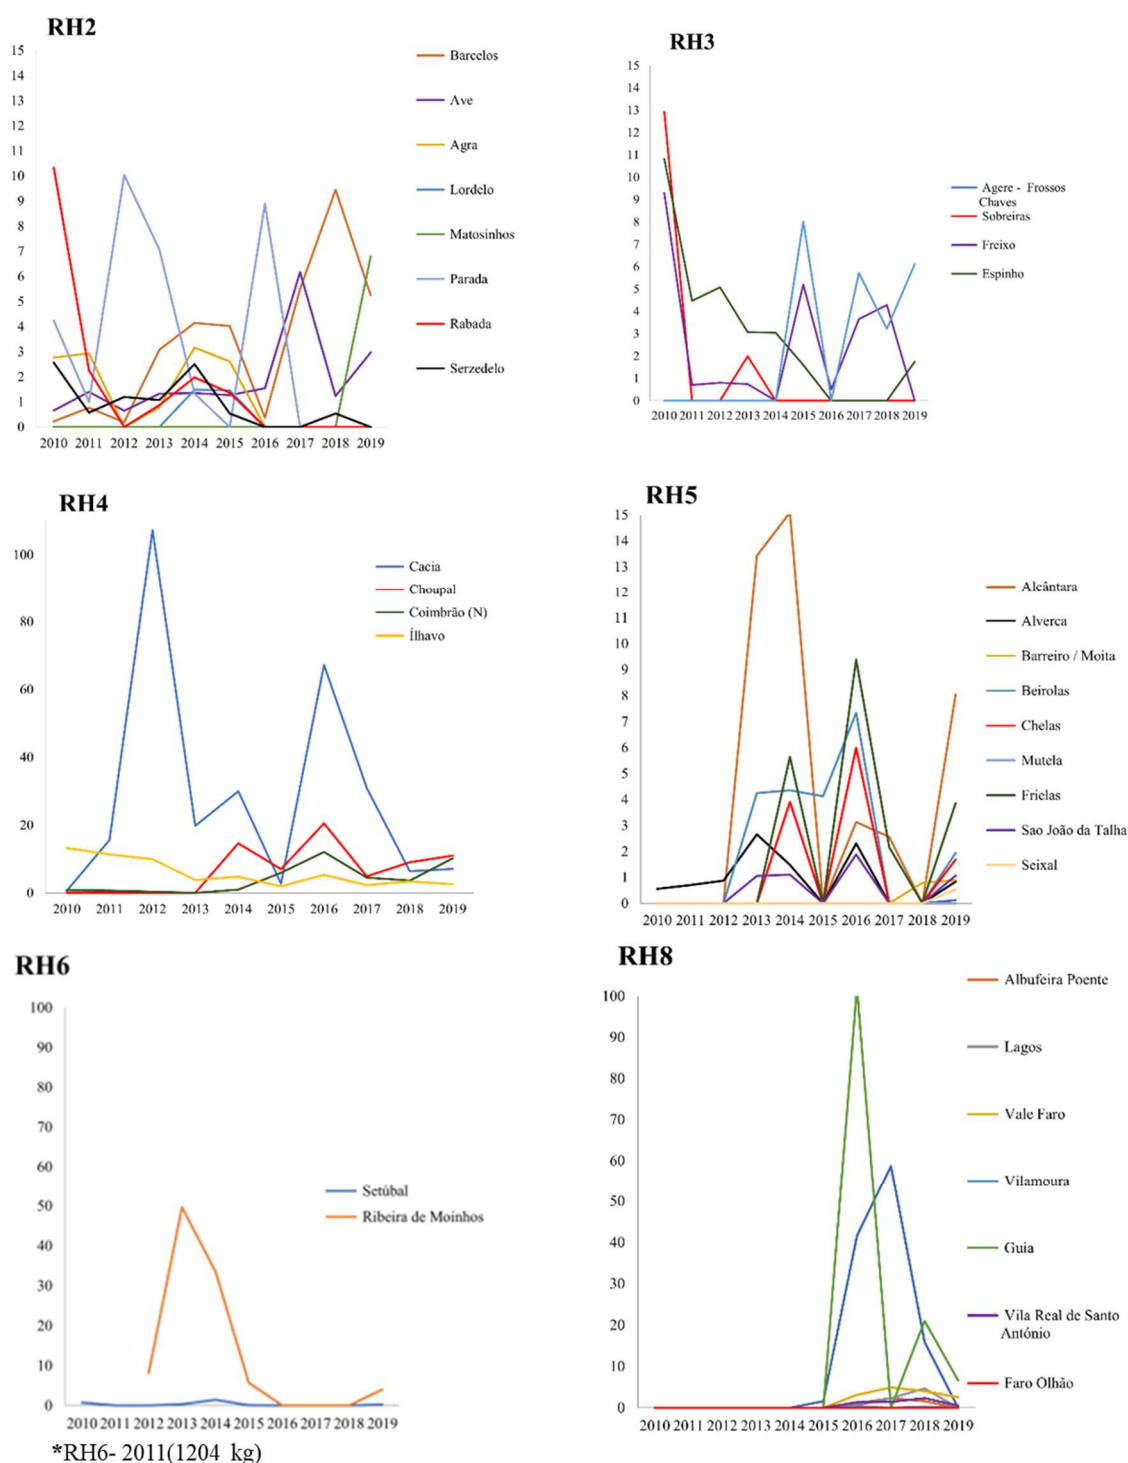 RH2
15
14
13
12
11
10
9
8
7
6
5
4
3
2
1
0
2010 2011 2012 2013 2014 2015 2016 2017 2018 2019
Barcelos
Ave
Agra
Lordelo
Matosinhos
Parada
Rabada
Serzedelo
RH3
15
14
13
12
11
10
9
8
7
6
5
4
3
2
1
0
2010 2011 2012 2013 2014 2015 2016 2017 2018 2019
Agere - Frossos
Chaves
Sobreiras
Freixo
Espinho
RH4
100
80
60
40
20
0
2010 2011 2012 2013 2014 2015 2016 2017 2018 2019
Cacia
Choupal
Coimbrão (N)
Ílhavo
RH5
15
14
13
12
11
10
9
8
7
6
5
4
3
2
1
0
2010 2011 2012 2013 2014 2015 2016 2017 2018 2019
Alcântara
Alverca
Barreiro / Moita
Beirolas
Chelas
Mutela
Frielas
Sao João da Talha
Seixal
RH6
100
90
80
70
60
50
40
30
20
10
0
2010 2011 2012 2013 2014 2015 2016 2017 2018 2019
Setúbal
Ribeira de Moinhos
*RH6- 2011(1204 kg)
RH8
100
90
80
70
60
50
40
30
20
10
0
2010 2011 2012 2013 2014 2015 2016 2017 2018 2019
Albufeira Poente
Lagos
Vale Faro
Vilamoura
Guia
Vila Real de Santo
António
Faro Olhão